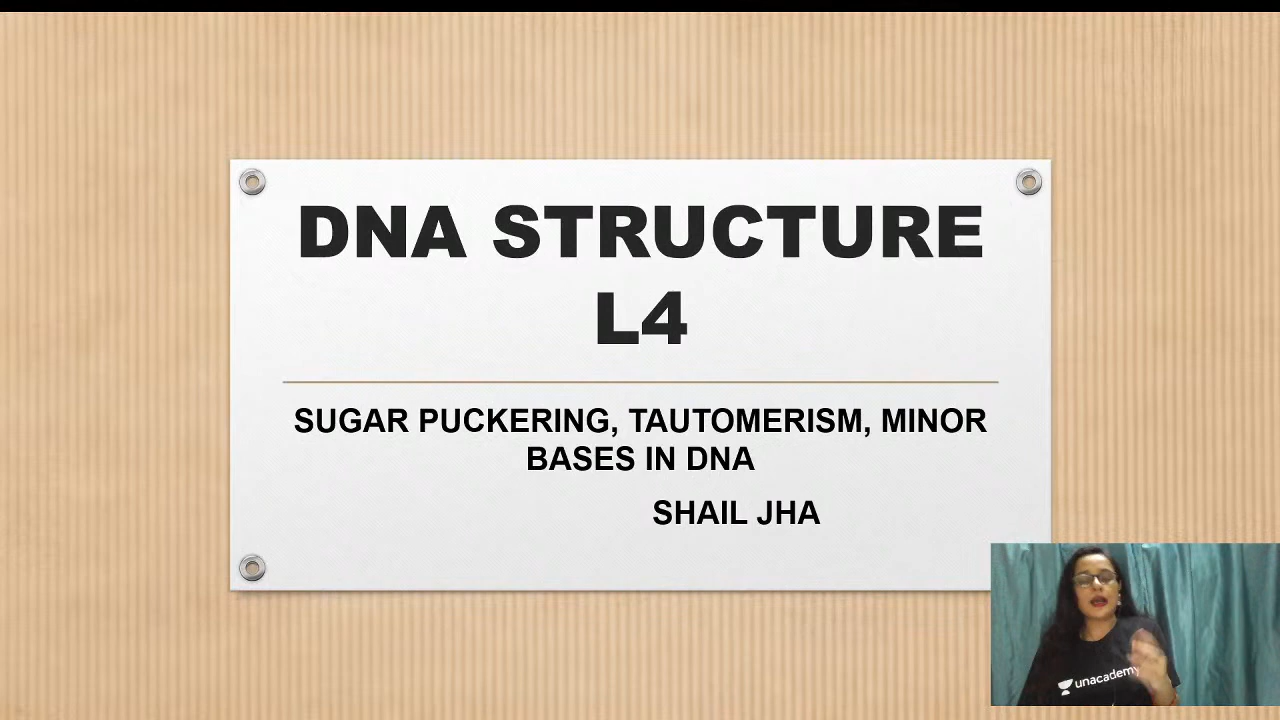 DNA STRUCTURE
L4
SUGAR PUCKERING, TAUTOMERISM, MINOR
BASES IN DNA
SHAIL JHA
unacademy